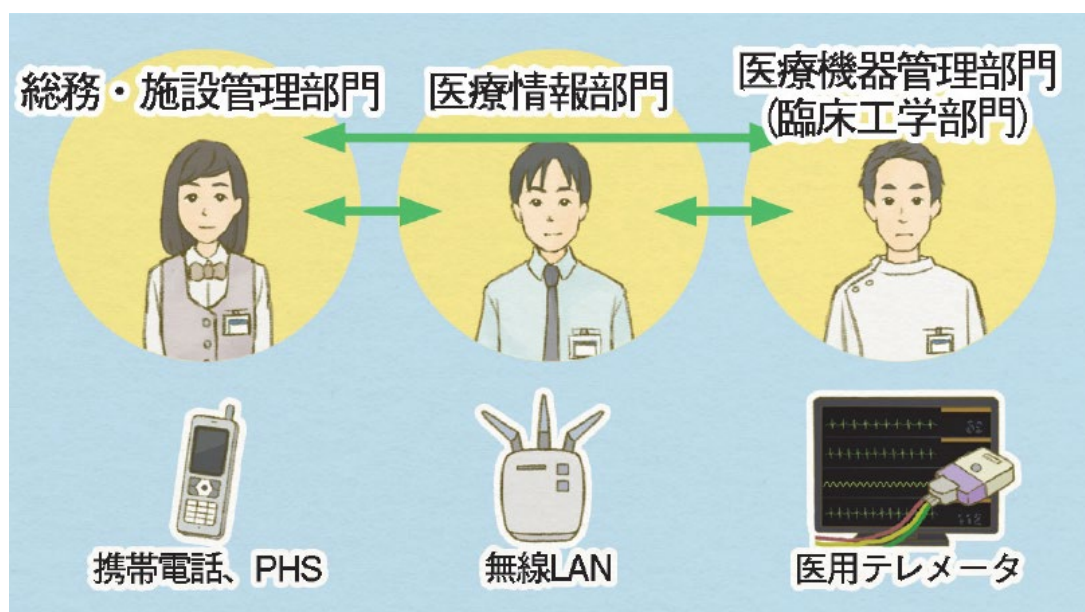 総務・施設管理部門
医療情報部門
医療機器管理部門
(臨床工学部門)
携帯電話、PHS
無線LAN
医用テレメータ